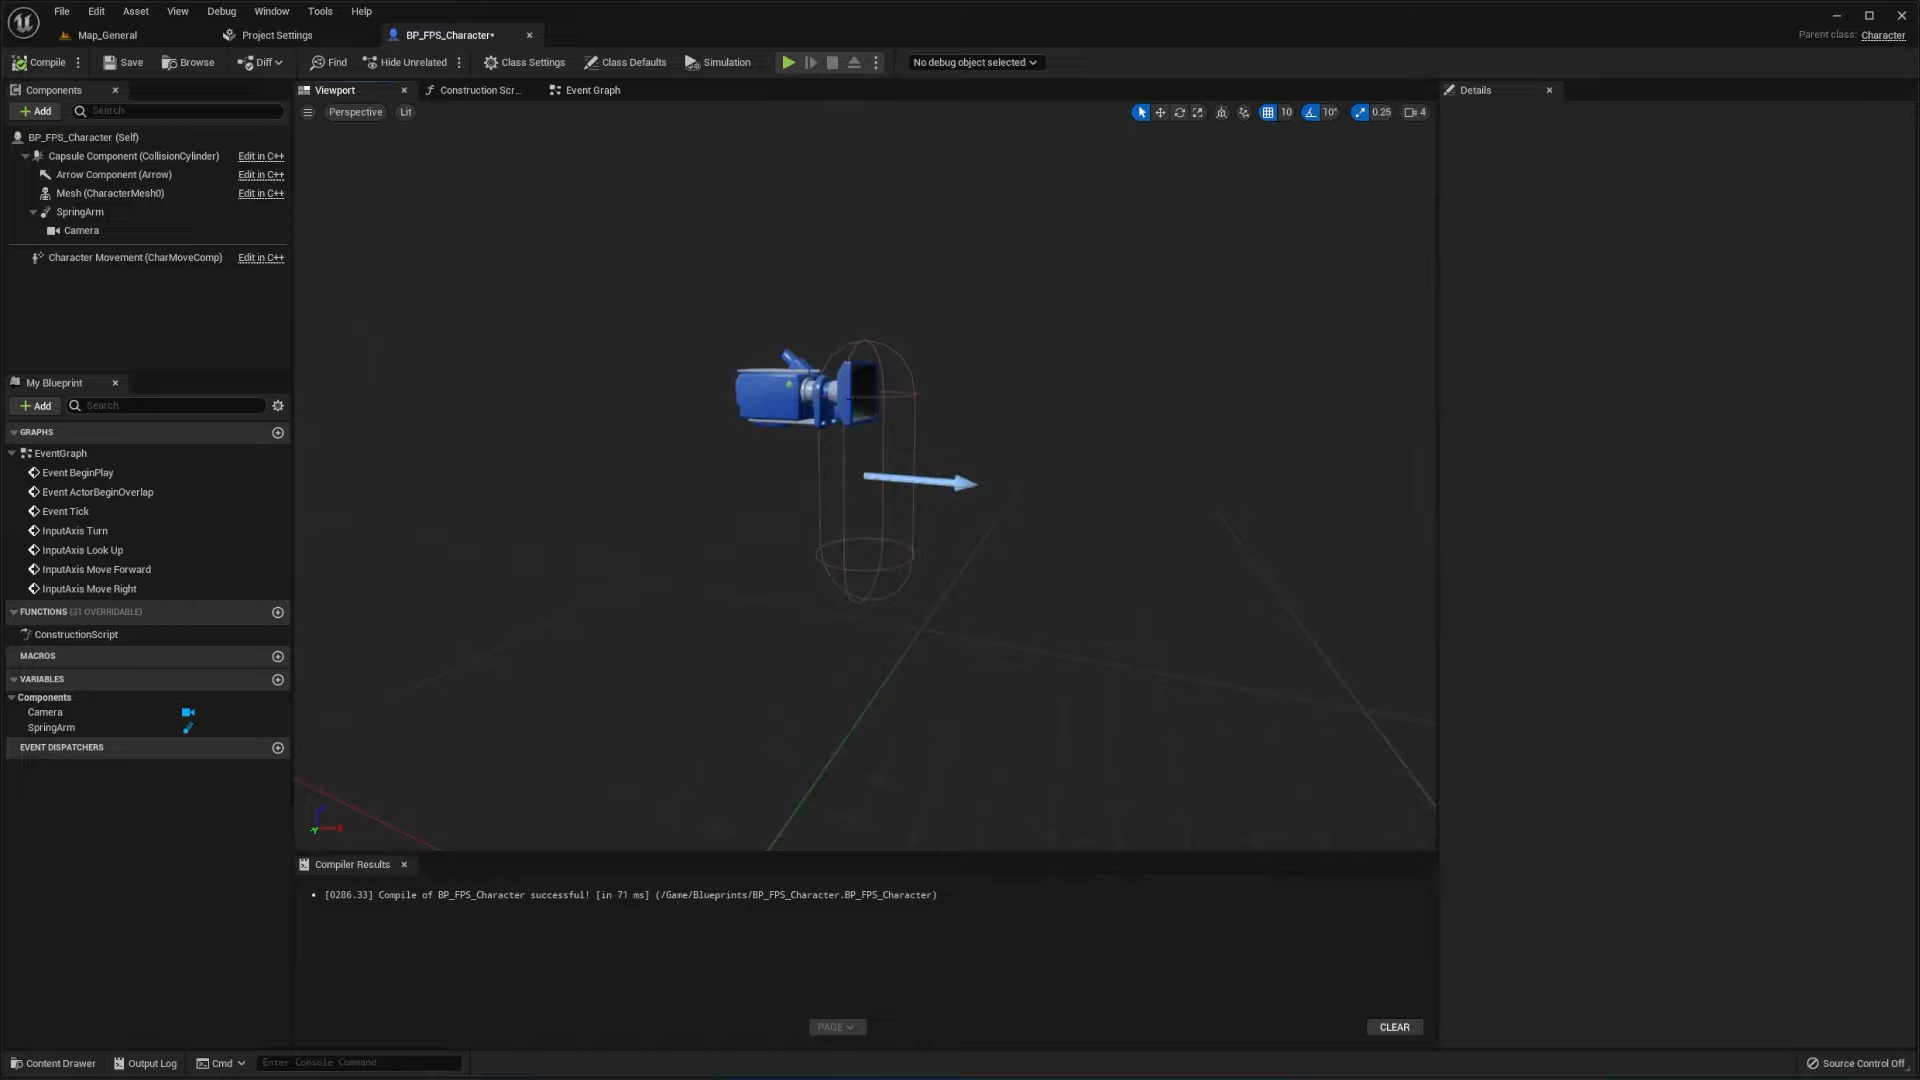 File Edit Asset View Debug Window Tools Help
Map_General Project Settings BP_FPS_Character*
Parent class: Character
Compile Save Browse Diff Find Hide Unrelated Class Settings Class Defaults Simulation No debug object selected
Components
Viewport Construction Scr... Event Graph
Details
Add Search
Perspective Lit
10 10° 0.25 4
BP_FPS_Character (Self)
Capsule Component (CollisionCylinder) Edit in C++
Arrow Component (Arrow) Edit in C++
Mesh (CharacterMesh0) Edit in C++
SpringArm
Camera
Character Movement (CharMoveComp) Edit in C++
My Blueprint
Add Search
GRAPHS
EventGraph
Event BeginPlay
Event ActorBeginOverlap
Event Tick
InputAxis Turn
InputAxis Look Up
InputAxis Move Forward
InputAxis Move Right
FUNCTIONS (31 OVERRIDABLE)
ConstructionScript
MACROS
VARIABLES
Components
Camera
SpringArm
EVENT DISPATCHERS
Compiler Results
• [0286.33] Compile of BP_FPS_Character successful! [in 71 ms] (/Game/Blueprints/BP_FPS_Character.BP_FPS_Character)
PAGE
CLEAR
Content Drawer Output Log Cmd Enter Console Command
Source Control Off